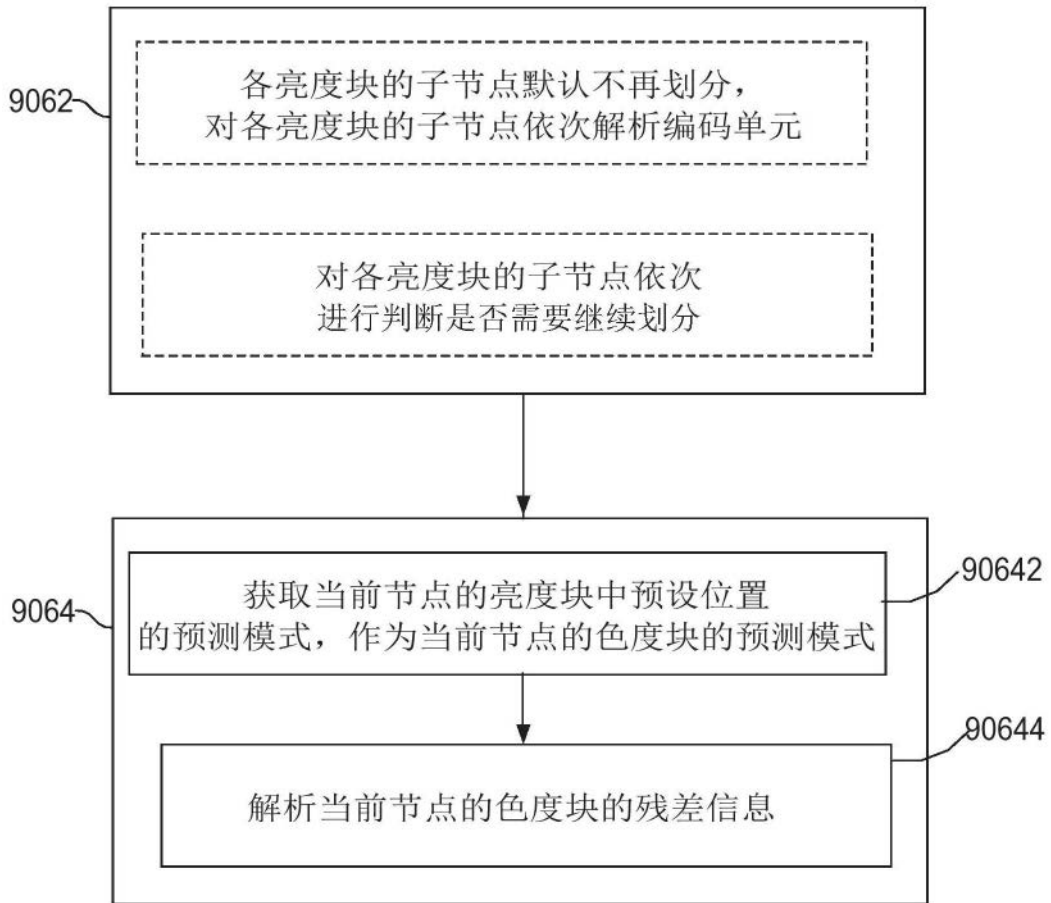 9062
各亮度块的子节点默认不再划分，
对各亮度块的子节点依次解析编码单元
对各亮度块的子节点依次
进行判断是否需要继续划分
9064
90642
获取当前节点的亮度块中预设位置
的预测模式，作为当前节点的色度块的预测模式
90644
解析当前节点的色度块的残差信息